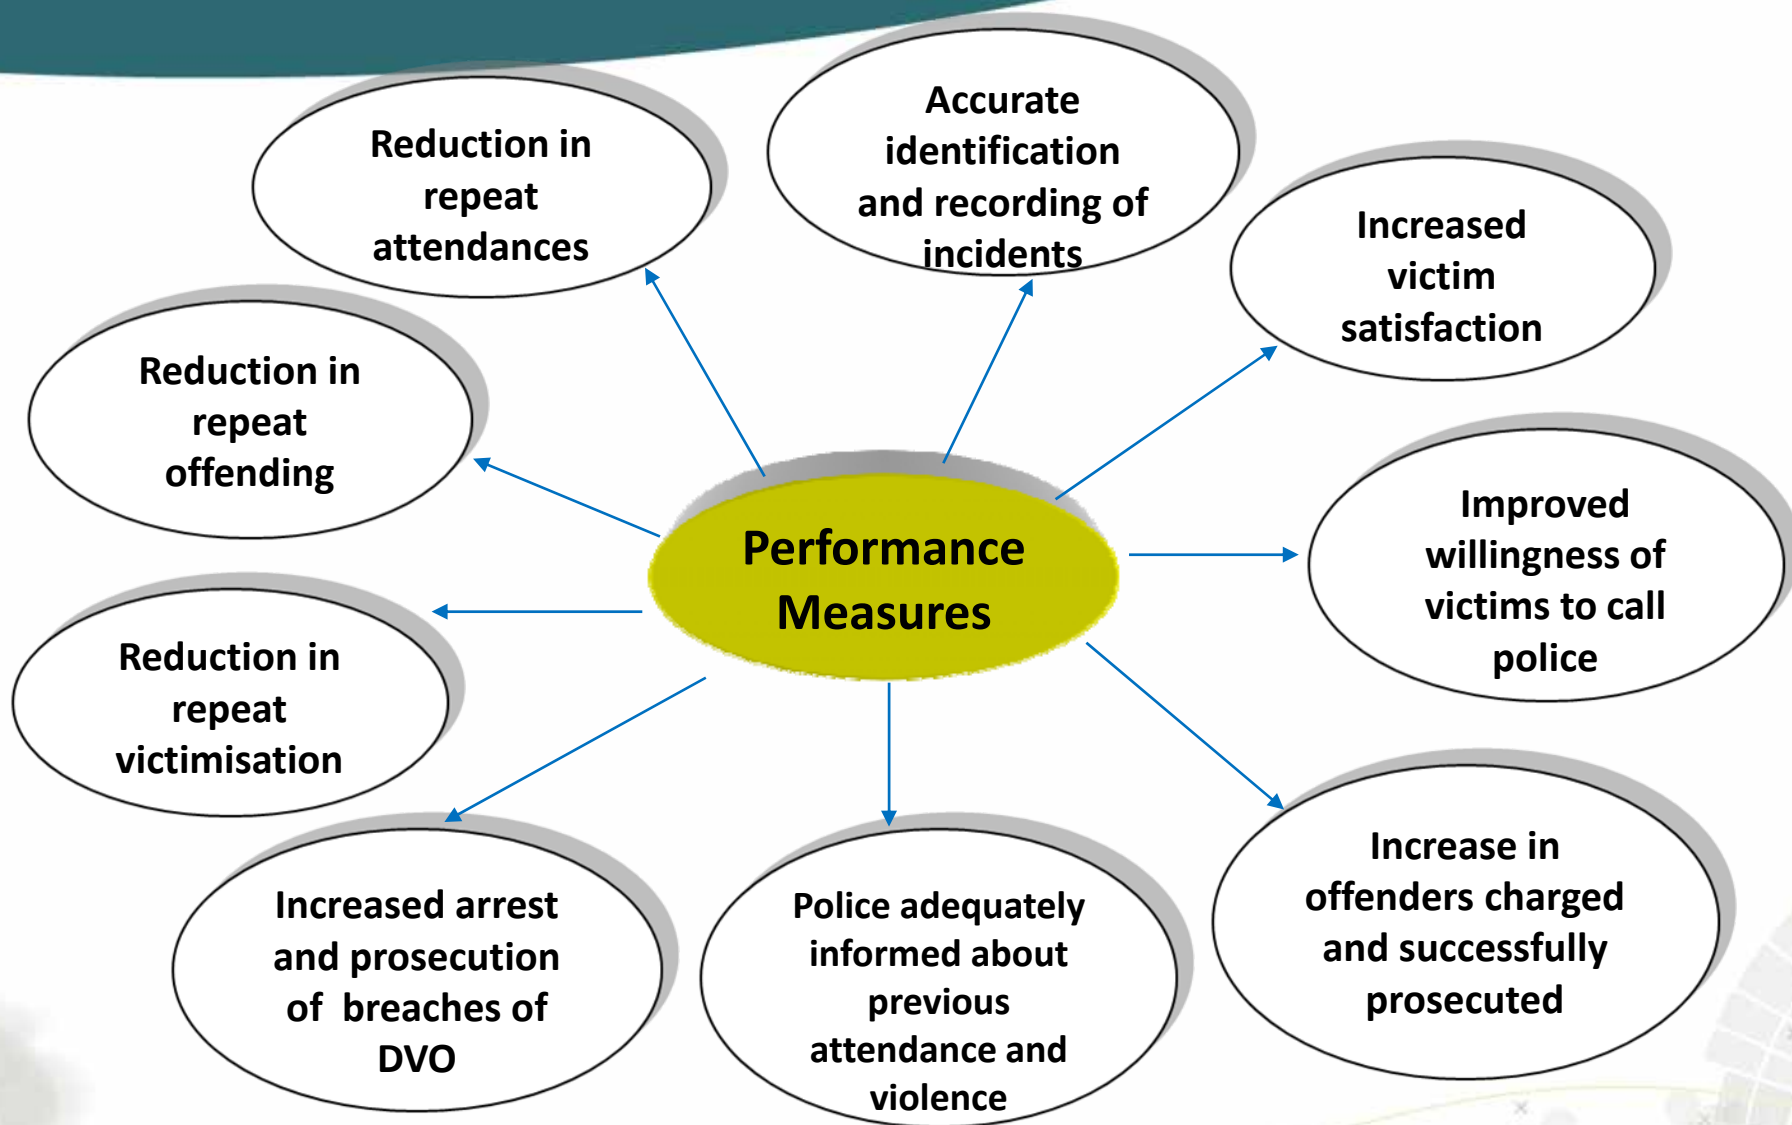 Reduction in
repeat
attendances
Accurate
identification
and recording of
incidents
Increased
victim
satisfaction
Reduction in
repeat
offending
Performance
Measures
Improved
willingness of
victims to call
police
Reduction in
repeat
victimisation
Increased arrest
and prosecution
of  breaches of
DVO
Police adequately
informed about
previous
attendance and
violence
Increase in
offenders charged
and successfully
prosecuted